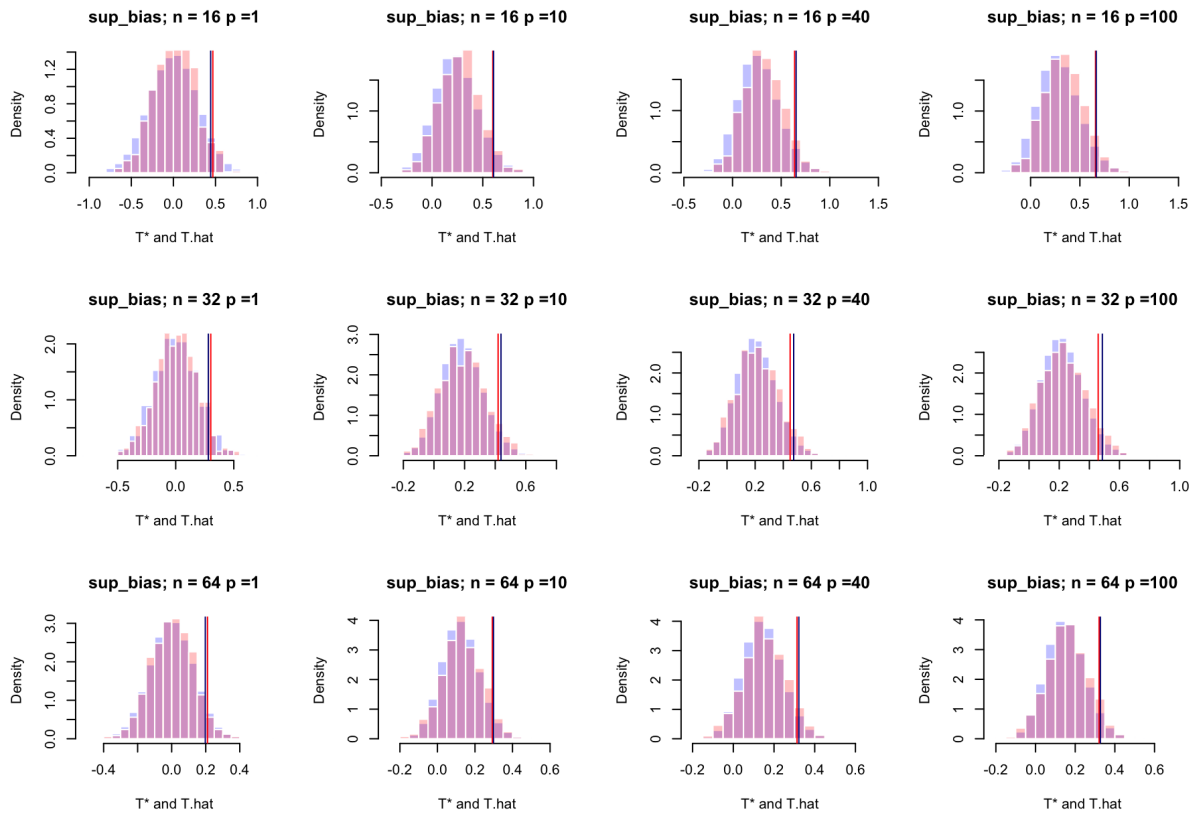 sup_bias; n = 16 p =1
sup_bias; n = 16 p =10
sup_bias; n = 16 p =40
sup_bias; n = 16 p =100
Density
0.0 0.4 0.8 1.2
-1.0 -0.5 0.0 0.5 1.0
T* and T.hat
Density
0.0 1.0
-0.5 0.0 0.5 1.0
T* and T.hat
Density
0.0 1.0
-0.5 0.0 0.5 1.0 1.5
T* and T.hat
Density
0.0 1.0
0.0 0.5 1.0 1.5
T* and T.hat
sup_bias; n = 32 p =1
sup_bias; n = 32 p =10
sup_bias; n = 32 p =40
sup_bias; n = 32 p =100
Density
0.0 1.0 2.0
-0.5 0.0 0.5
T* and T.hat
Density
0.0 1.0 2.0 3.0
-0.2 0.2 0.6
T* and T.hat
Density
0.0 1.0 2.0
-0.2 0.2 0.6 1.0
T* and T.hat
Density
0.0 1.0 2.0
-0.2 0.2 0.6 1.0
T* and T.hat
sup_bias; n = 64 p =1
sup_bias; n = 64 p =10
sup_bias; n = 64 p =40
sup_bias; n = 64 p =100
Density
0.0 1.0 2.0 3.0
-0.4 0.0 0.2 0.4
T* and T.hat
Density
0 1 2 3 4
-0.2 0.2 0.6
T* and T.hat
Density
0 1 2 3 4
-0.2 0.0 0.2 0.4 0.6
T* and T.hat
Density
0 1 2 3 4
-0.2 0.0 0.2 0.4 0.6
T* and T.hat